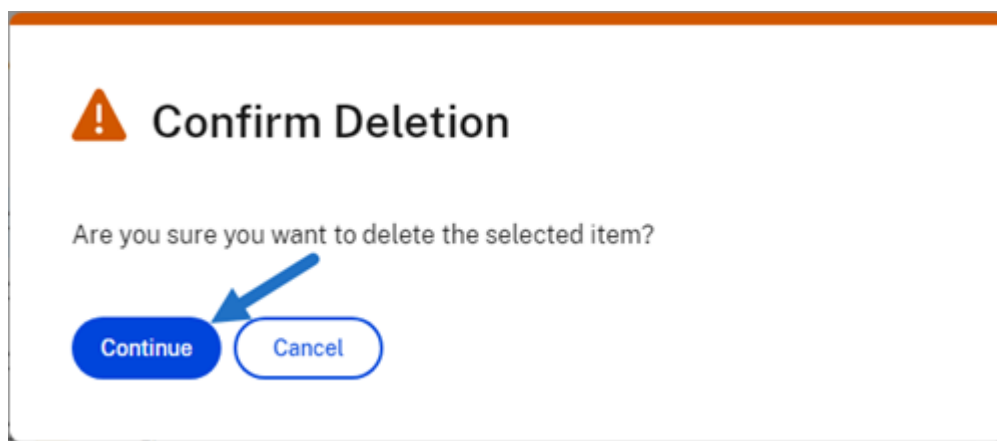 Confirm Deletion
Are you sure you want to delete the selected item?
Continue Cancel